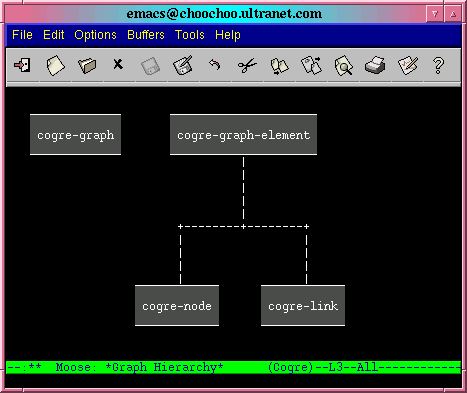 emacs@choochoo.ultranet.com
File Edit Options Buffers Tools Help
cogre-graph cogre-graph-element
cogre-node cogre-link
--:** Moose: *Graph Hierarchy* (Cogre)--L3--All------------